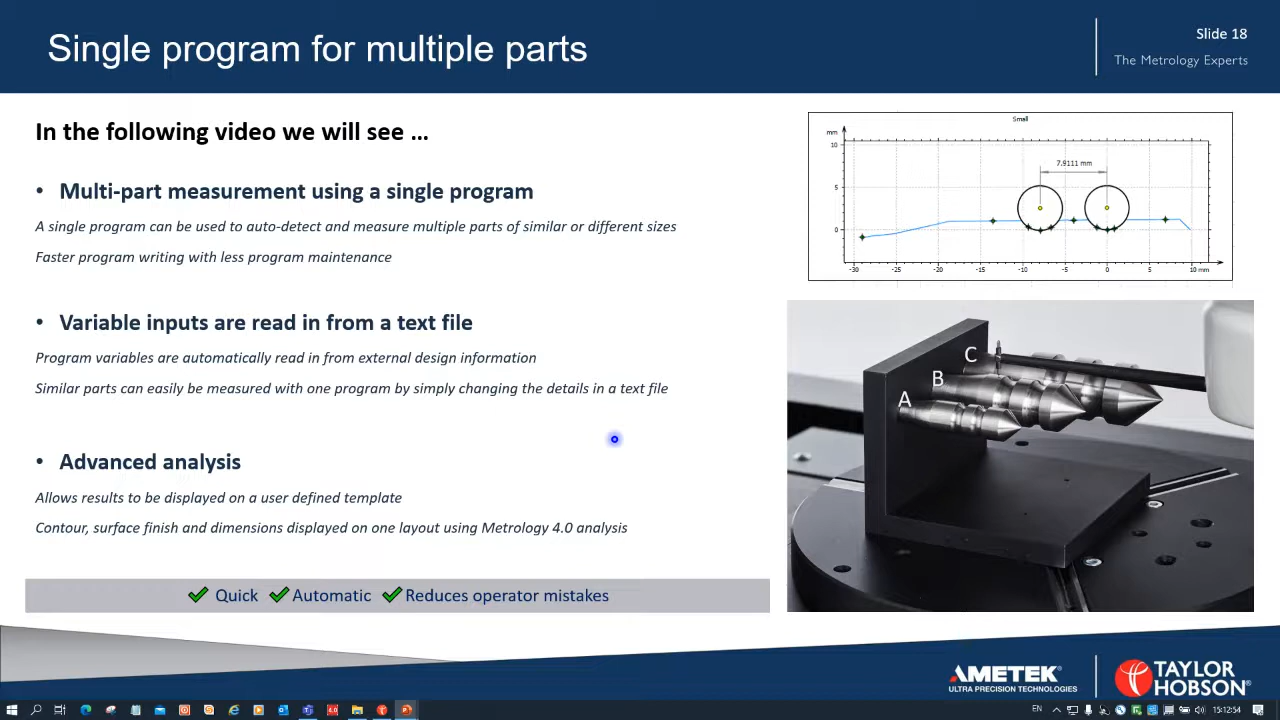 Single program for multiple parts
Slide 18
The Metrology Experts
In the following video we will see ...
• Multi-part measurement using a single program
A single program can be used to auto-detect and measure multiple parts of similar or different sizes
Faster program writing with less program maintenance
• Variable inputs are read in from a text file
Program variables are automatically read in from external design information
Similar parts can easily be measured with one program by simply changing the details in a text file
• Advanced analysis
Allows results to be displayed on a user defined template
Contour, surface finish and dimensions displayed on one layout using Metrology 4.0 analysis
Quick Automatic Reduces operator mistakes
Small
mm
10
5
0
7.9111 mm
-30 -25 -20 -15 -10 -5 0 5 10 mm
C
B
A
AMETEK®
ULTRA PRECISION TECHNOLOGIES
TAYLOR
HOBSON®
EN 15:12:54